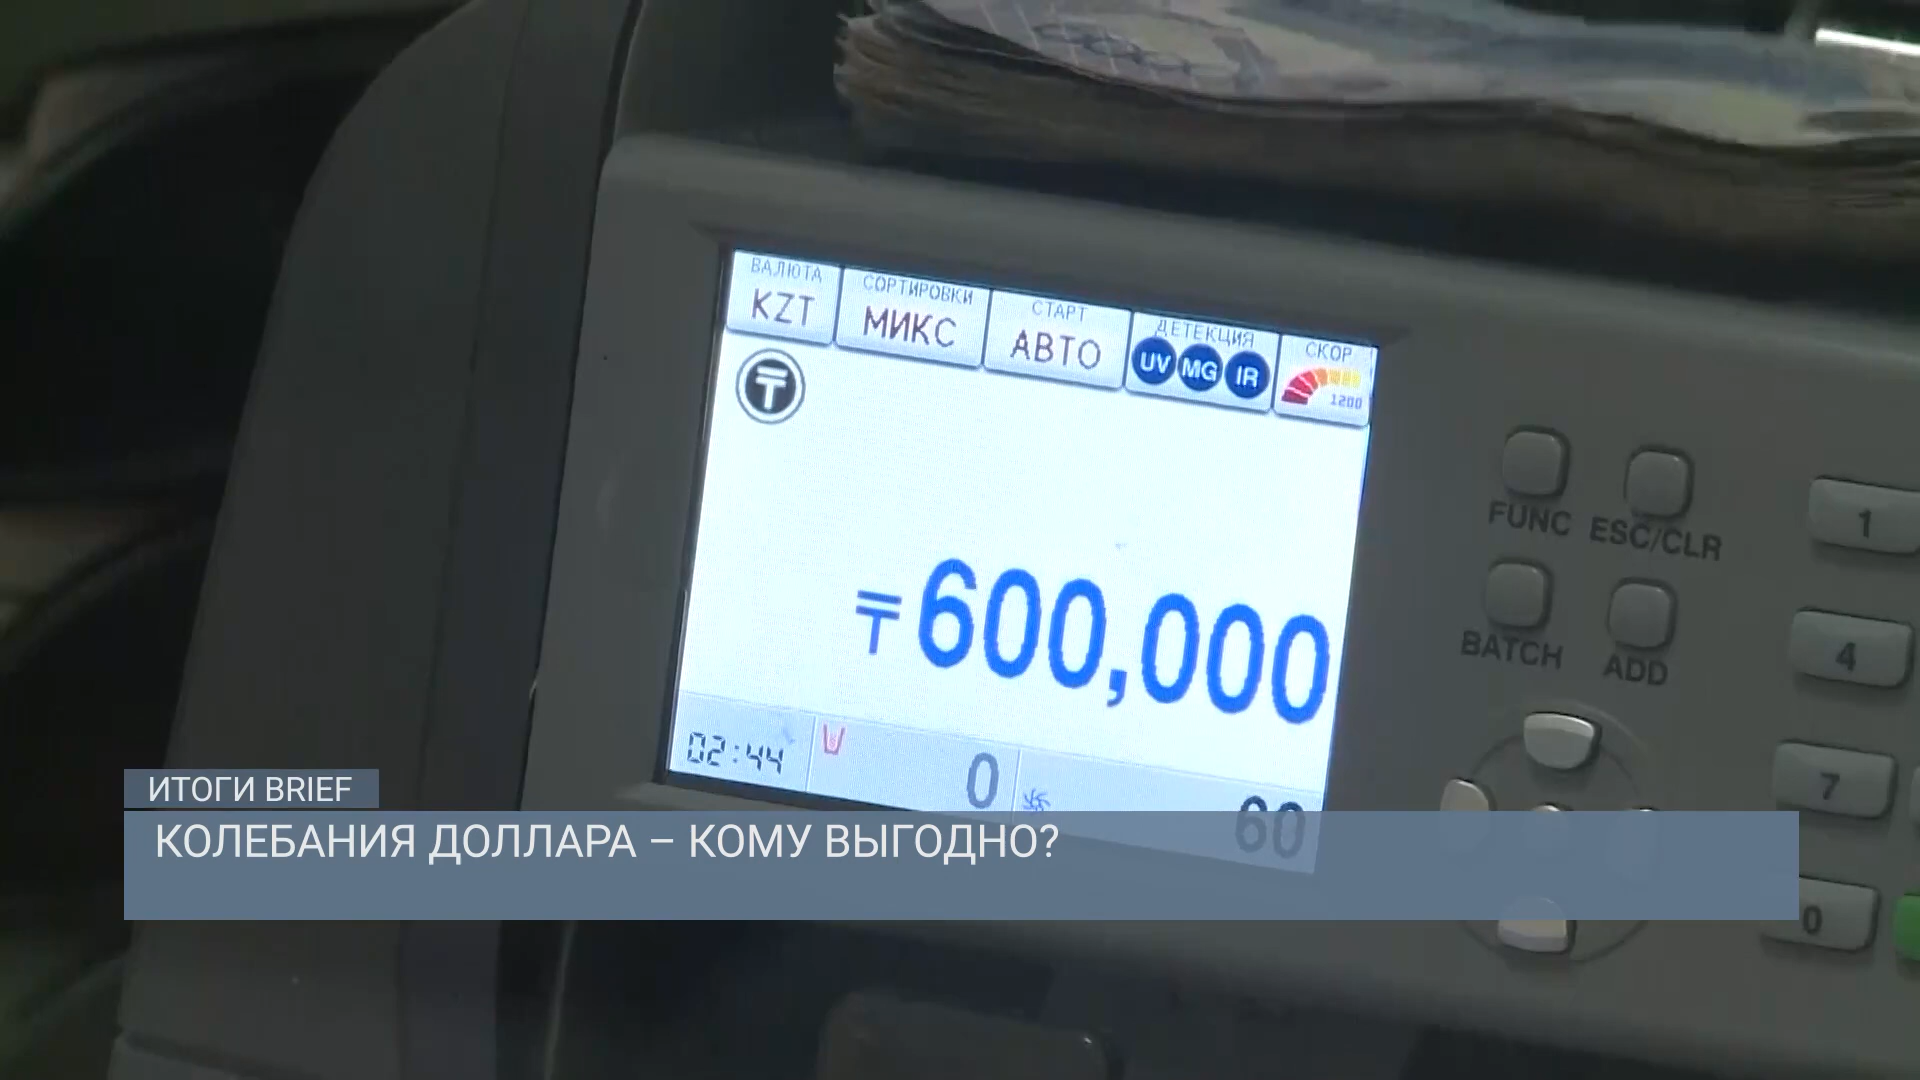 ВАЛЮТА
KZT
СОРТИРОВКИ
МИКС
СТАРТ
АВТО
ДЕТЕКЦИЯ
UV MG IR
СКОР
1200
₸
₸600,000
02:44
0
60
FUNC ESC/CLR
BATCH ADD
1
4
7
0
ИТОГИ BRIEF
КОЛЕБАНИЯ ДОЛЛАРА – КОМУ ВЫГОДНО?